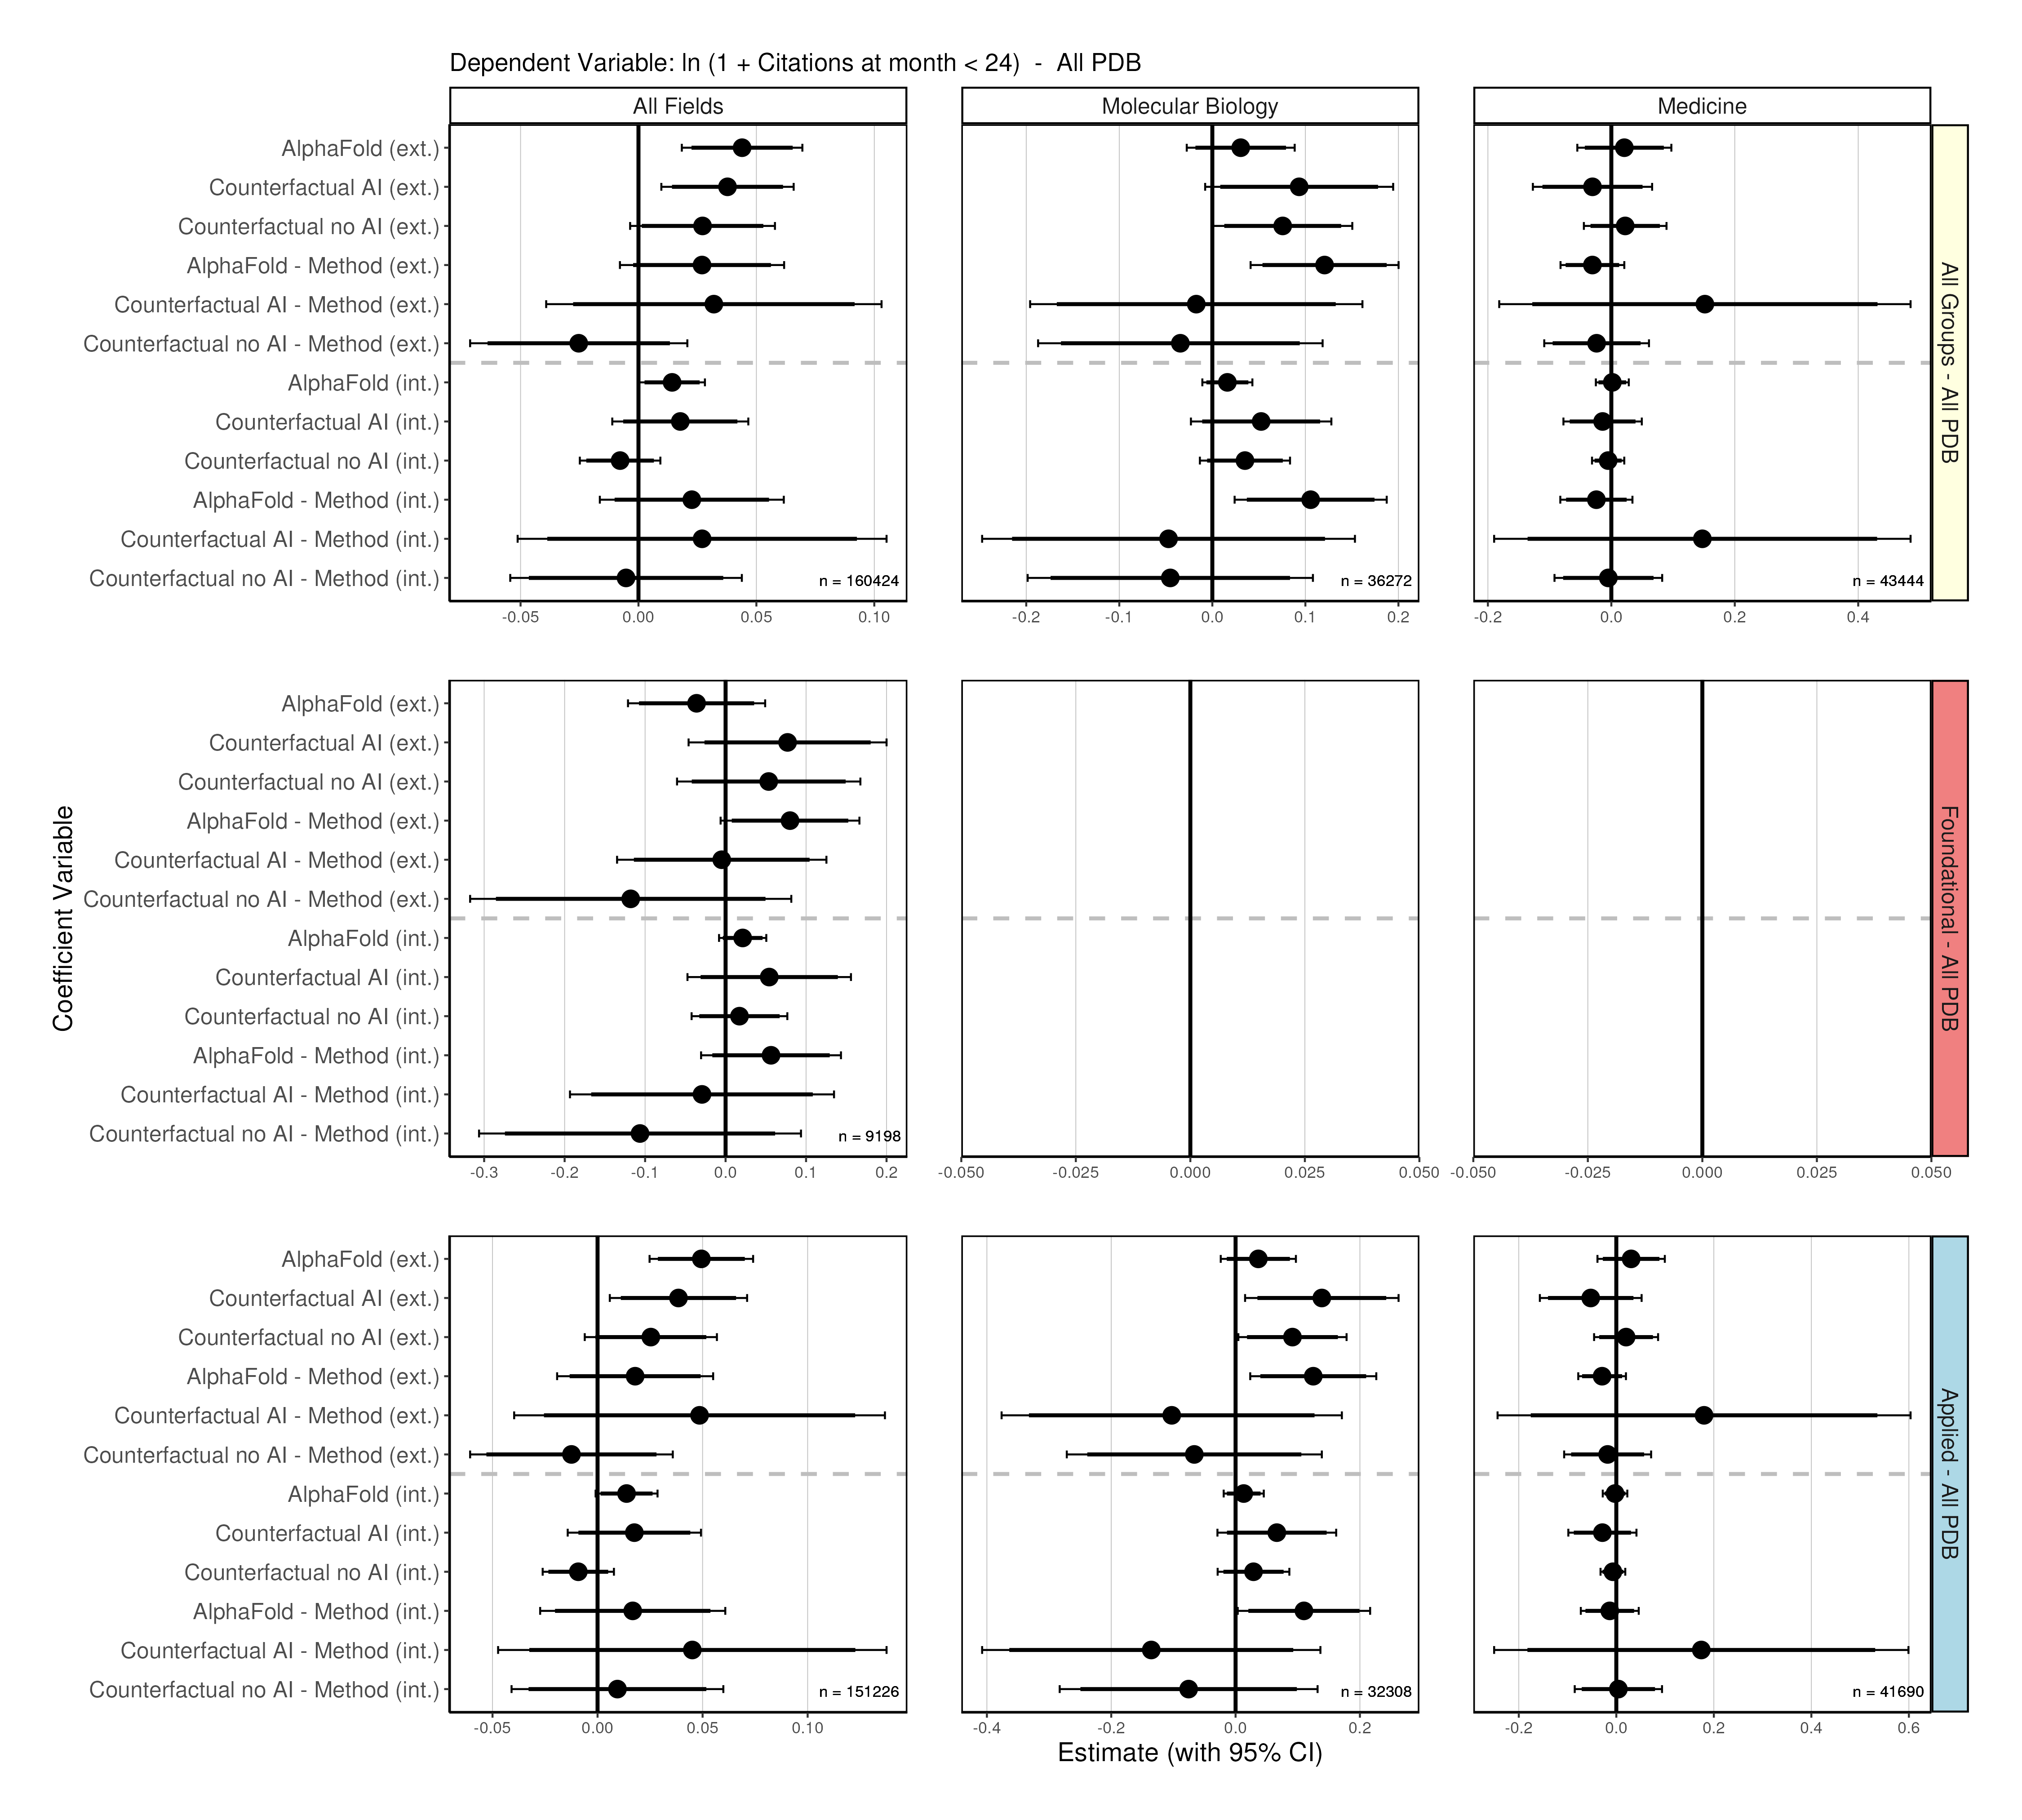 Dependent Variable: ln (1 + Citations at month < 24)  -  All PDB
All Fields
Molecular Biology
Medicine
AlphaFold (ext.)
Counterfactual AI (ext.)
Counterfactual no AI (ext.)
AlphaFold - Method (ext.)
Counterfactual AI - Method (ext.)
Counterfactual no AI - Method (ext.)
AlphaFold (int.)
Counterfactual AI (int.)
Counterfactual no AI (int.)
AlphaFold - Method (int.)
Counterfactual AI - Method (int.)
Counterfactual no AI - Method (int.)
n = 160424
n = 36272
n = 43444
All Groups - All PDB
-0.05 0.00 0.05 0.10
-0.2 -0.1 0.0 0.1 0.2
-0.2 0.0 0.2 0.4
Coefficient Variable
AlphaFold (ext.)
Counterfactual AI (ext.)
Counterfactual no AI (ext.)
AlphaFold - Method (ext.)
Counterfactual AI - Method (ext.)
Counterfactual no AI - Method (ext.)
AlphaFold (int.)
Counterfactual AI (int.)
Counterfactual no AI (int.)
AlphaFold - Method (int.)
Counterfactual AI - Method (int.)
Counterfactual no AI - Method (int.)
n = 9198
Foundational - All PDB
-0.3 -0.2 -0.1 0.0 0.1 0.2
-0.050 -0.025 0.000 0.025 0.050
-0.050 -0.025 0.000 0.025 0.050
AlphaFold (ext.)
Counterfactual AI (ext.)
Counterfactual no AI (ext.)
AlphaFold - Method (ext.)
Counterfactual AI - Method (ext.)
Counterfactual no AI - Method (ext.)
AlphaFold (int.)
Counterfactual AI (int.)
Counterfactual no AI (int.)
AlphaFold - Method (int.)
Counterfactual AI - Method (int.)
Counterfactual no AI - Method (int.)
n = 151226
n = 32308
n = 41690
Applied - All PDB
-0.05 0.00 0.05 0.10
-0.4 -0.2 0.0 0.2
-0.2 0.0 0.2 0.4 0.6
Estimate (with 95% CI)